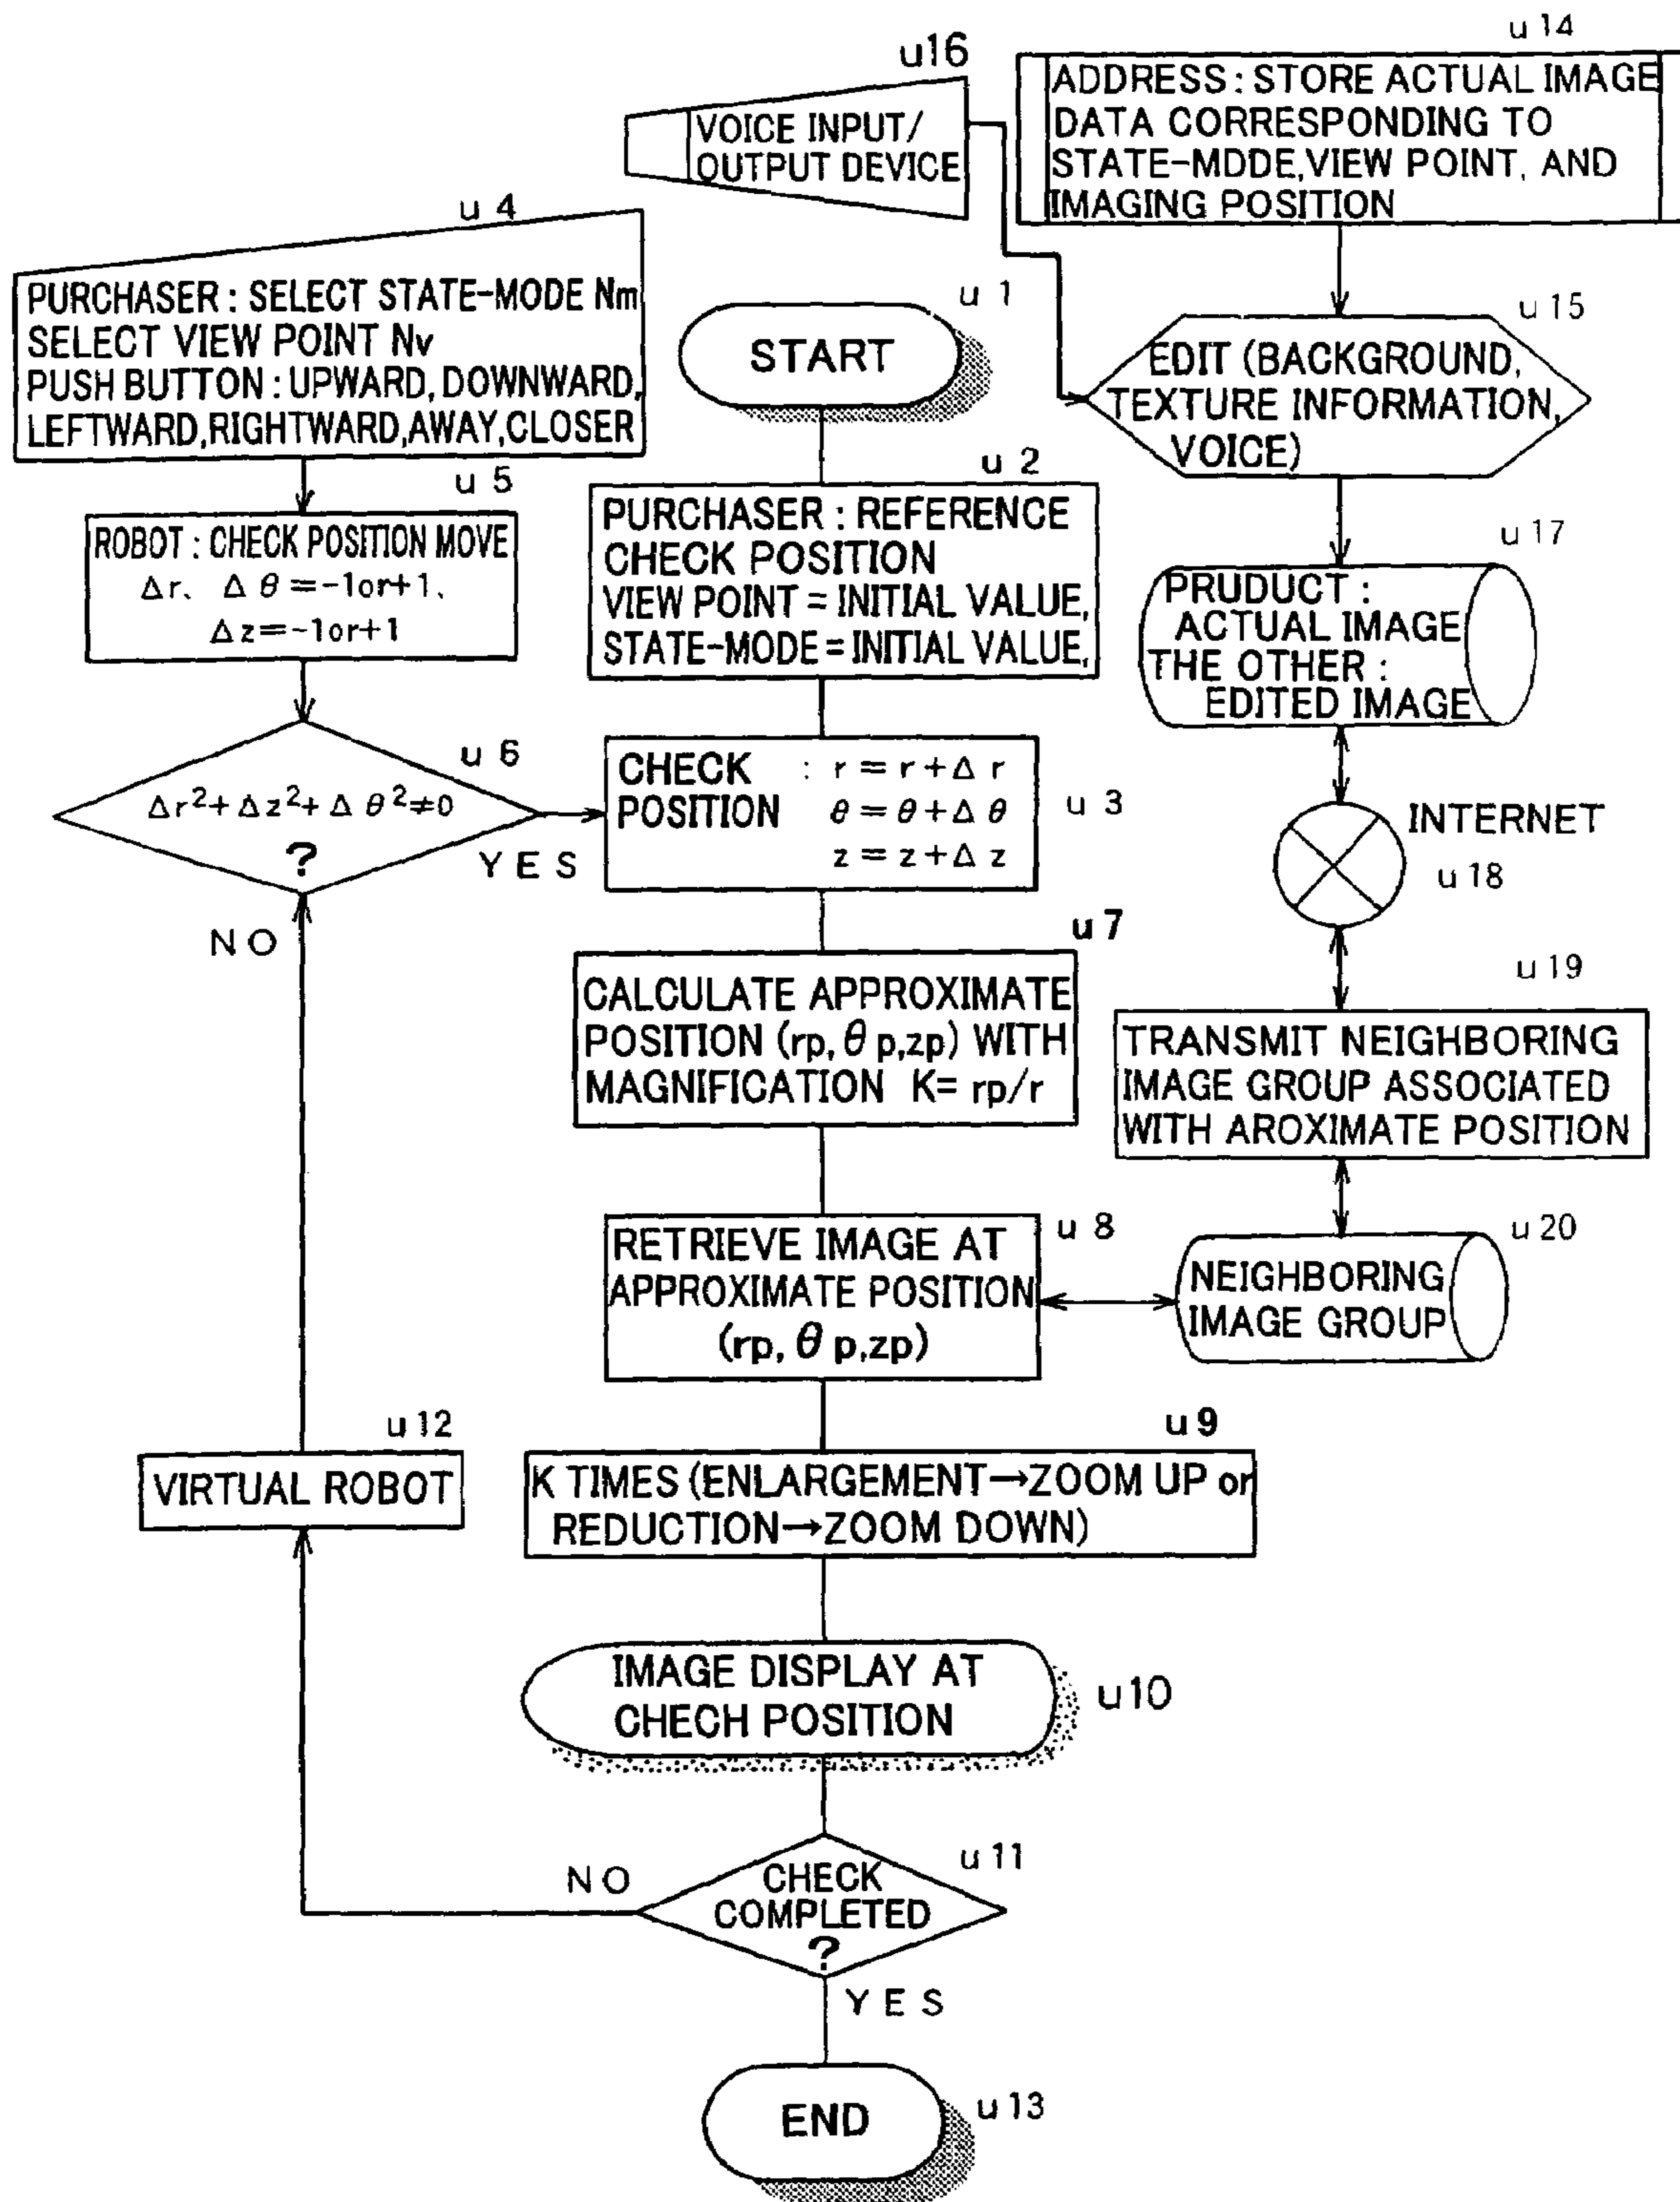 u 14
ADDRESS : STORE ACTUAL IMAGE
DATA CORRESPONDING TO
STATE-MDDE,VIEW POINT, AND
IMAGING POSITION
u16
VOICE INPUT/
OUTPUT DEVICE
u 4
PURCHASER : SELECT STATE-MODE Nm
SELECT VIEW POINT Nv
PUSH BUTTON : UPWARD, DOWNWARD,
LEFTWARD,RIGHTWARD,AWAY,CLOSER
u 1
START
u 15
EDIT (BACKGROUND,
TEXTURE INFORMATION,
VOICE)
u 5
ROBOT : CHECK POSITION MOVE
Δr、 Δθ=-1or+1、
Δz=-1or+1
u 2
PURCHASER : REFERENCE
CHECK POSITION
VIEW POINT = INITIAL VALUE,
STATE-MODE = INITIAL VALUE,
u 17
PRUDUCT :
ACTUAL IMAGE
THE OTHER :
EDITED IMAGE
u 6
Δr²+Δz²+Δθ²≠0
?
YES
NO
CHECK : r = r + Δ r
POSITION θ = θ + Δ θ
z = z + Δ z
u 3
INTERNET
u 18
u 7
CALCULATE APPROXIMATE
POSITION (rp, θ p,zp) WITH
MAGNIFICATION K= rp/r
u 19
TRANSMIT NEIGHBORING
IMAGE GROUP ASSOCIATED
WITH AROXIMATE POSITION
u 8
RETRIEVE IMAGE AT
APPROXIMATE POSITION
(rp, θ p,zp)
u 20
NEIGHBORING
IMAGE GROUP
u 12
VIRTUAL ROBOT
u 9
K TIMES (ENLARGEMENT→ZOOM UP or
REDUCTION→ZOOM DOWN)
IMAGE DISPLAY AT
CHECH POSITION
u10
u 11
CHECK
COMPLETED
?
NO
YES
END
u 13